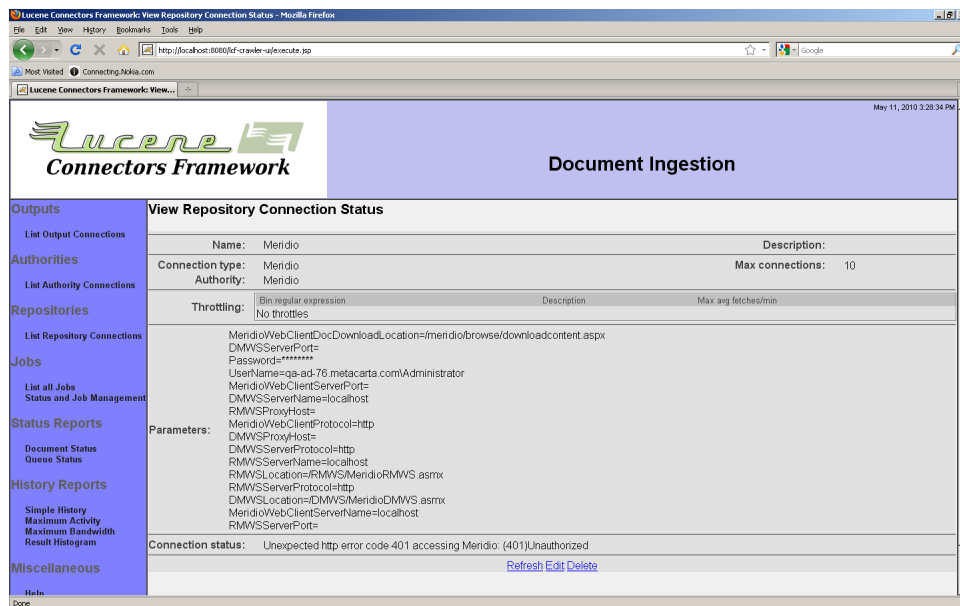 Lucene Connectors Framework: View Repository Connection Status - Mozilla Firefox
File Edit View History Bookmarks Tools Help
http://localhost:8080/lcf-crawler-ui/execute.jsp
Google
Most Visited Connecting.Nokia.com
Lucene Connectors Framework: View...
May 11, 2010 3:28:34 PM
Lucene
Connectors Framework
Document Ingestion
Outputs
List Output Connections
Authorities
List Authority Connections
Repositories
List Repository Connections
Jobs
List all Jobs
Status and Job Management
Status Reports
Document Status
Queue Status
History Reports
Simple History
Maximum Activity
Maximum Bandwidth
Result Histogram
Miscellaneous
Help
View Repository Connection Status
Name: Meridio Description:
Connection type: Meridio Max connections: 10
Authority: Meridio
Throttling:
Bin regular expression Description Max avg fetches/min
No throttles
Parameters:
MeridioWebClientDocDownloadLocation=/meridio/browse/downloadcontent.aspx
DMWSServerPort=
Password=********
UserName=qa-ad-76.metacarta.com\Administrator
MeridioWebClientServerPort=
DMWSServerName=localhost
RMWSProxyHost=
MeridioWebClientProtocol=http
DMWSProxyHost=
DMWSServerProtocol=http
RMWSServerName=localhost
RMWSLocation=/RMWS/MeridioRMWS.asmx
RMWSServerProtocol=http
DMWSLocation=/DMWS/MeridioDMWS.asmx
MeridioWebClientServerName=localhost
RMWSServerPort=
Connection status: Unexpected http error code 401 accessing Meridio: (401)Unauthorized
Refresh Edit Delete
Done